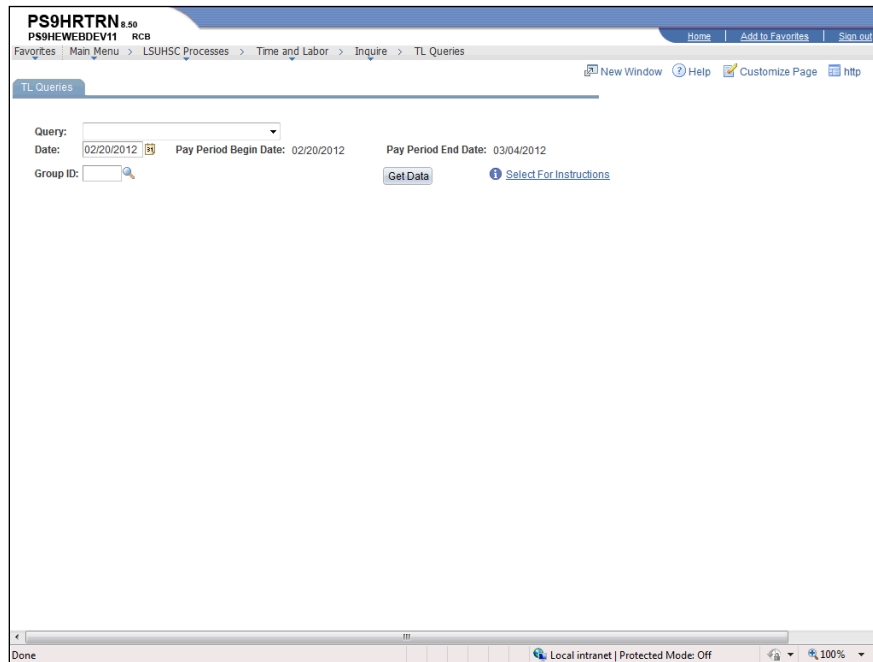 PS9HRTRN 8.50
PS9HEWEBDEV11 RCB
Home | Add to Favorites | Sign out
Favorites Main Menu > LSUHSC Processes > Time and Labor > Inquire > TL Queries
New Window Help Customize Page http
TL Queries
Query:
Date: 02/20/2012 31 Pay Period Begin Date: 02/20/2012 Pay Period End Date: 03/04/2012
Group ID: Get Data Select For Instructions
Done Local intranet | Protected Mode: Off 100%